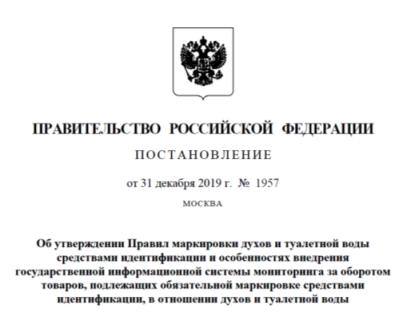 ПРАВИТЕЛЬСТВО РОССИЙСКОЙ ФЕДЕРАЦИИ
ПОСТАНОВЛЕНИЕ
от 31 декабря 2019 г. № 1957
МОСКВА
Об утверждении Правил маркировки духов и туалетной воды
средствами идентификации и особенностях внедрения
государственной информационной системы мониторинга за оборотом
товаров, подлежащих обязательной маркировке средствами
идентификации, в отношении духов и туалетной воды